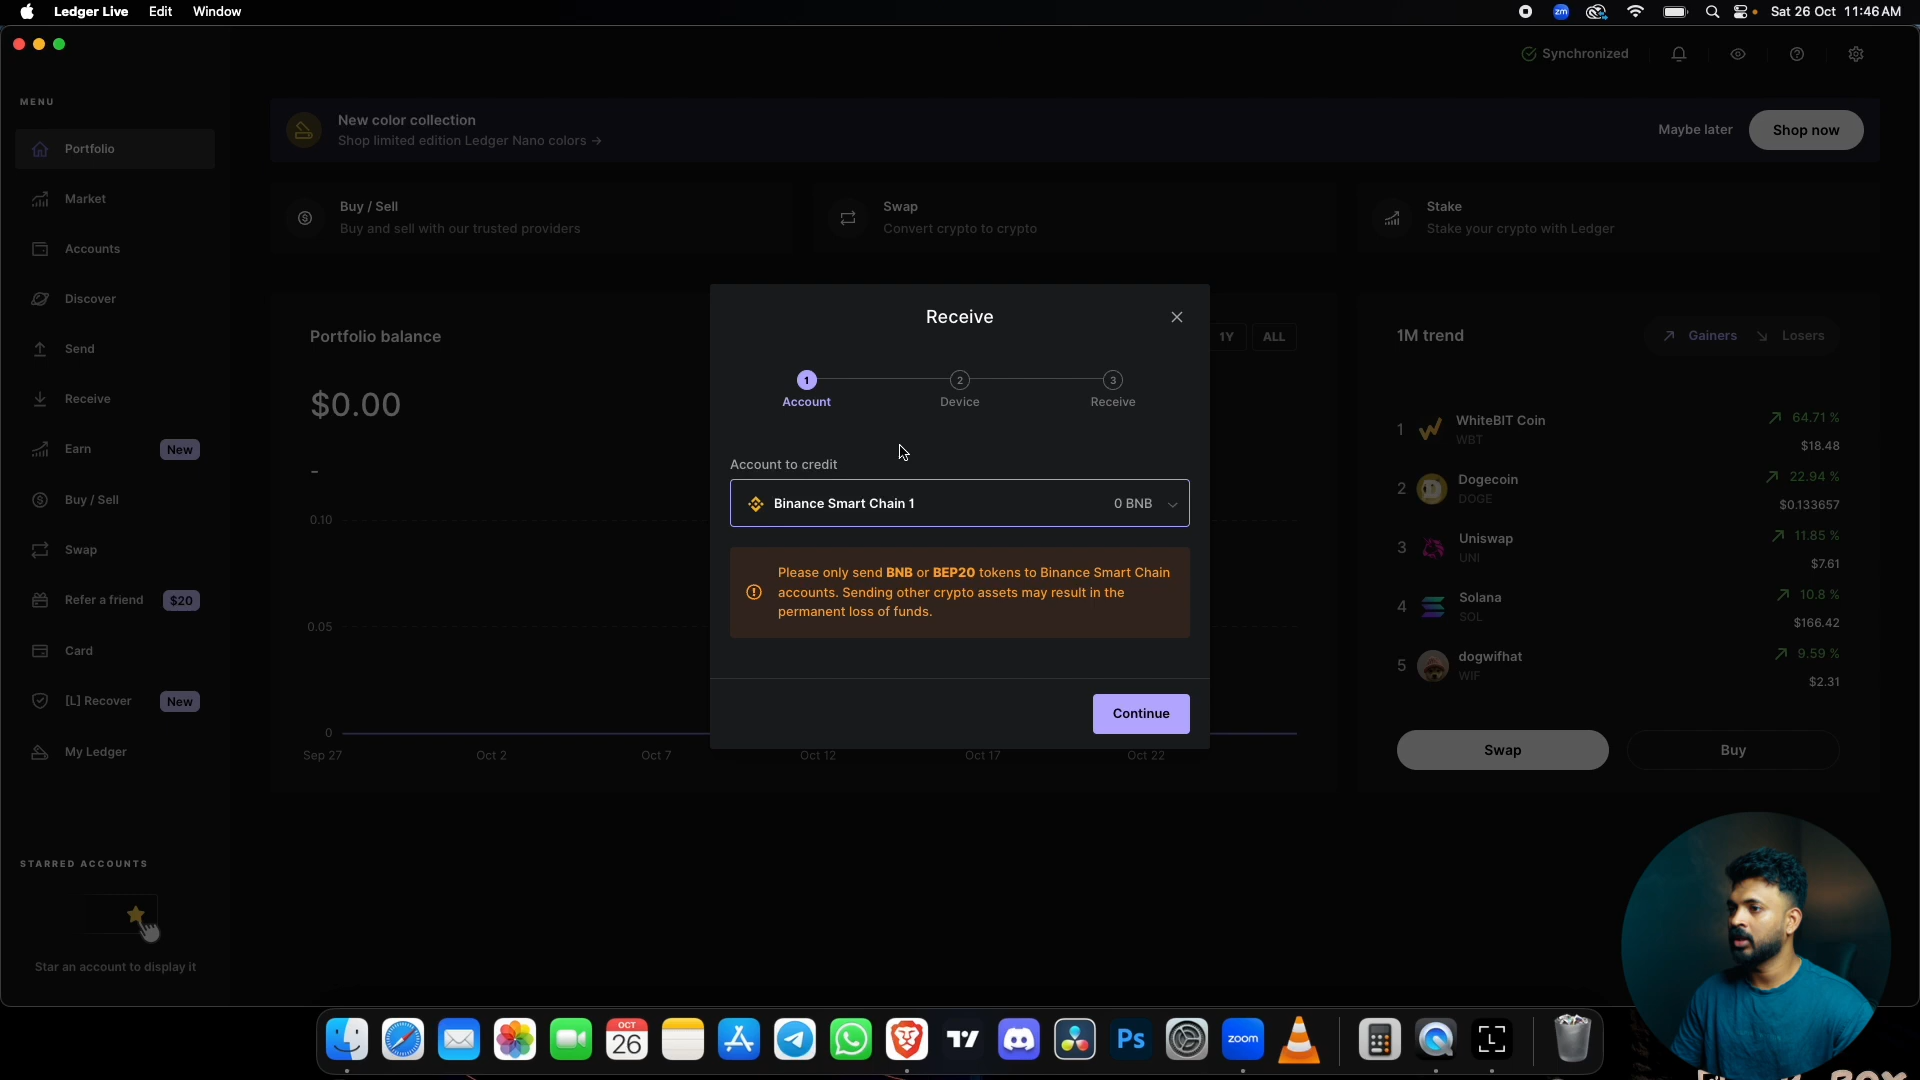 Ledger Live Edit Window
zm
Sat 26 Oct 11:46AM
Synchronized
MENU
Portfolio
Market
Accounts
Discover
Send
Receive
Earn New
Buy / Sell
Swap
Refer a friend $20
Card
[L] Recover New
My Ledger
STARRED ACCOUNTS
Star an account to display it
New color collection
Shop limited edition Ledger Nano colors →
Maybe later Shop now
Buy / Sell
Buy and sell with our trusted providers
Swap
Convert crypto to crypto
Stake
Stake your crypto with Ledger
Portfolio balance
1Y ALL
$0.00
-
0.10
0.05
0
Sep 27 Oct 2 Oct 7 Oct 12 Oct 17 Oct 22
Receive
1 2 3
Account Device Receive
Account to credit
Binance Smart Chain 1 0 BNB
Please only send BNB or BEP20 tokens to Binance Smart Chain
accounts. Sending other crypto assets may result in the
permanent loss of funds.
Continue
1M trend
Gainers Losers
1 WhiteBIT Coin 64.71 %
WBT $18.48
2 Dogecoin 22.94 %
DOGE $0.133657
3 Uniswap 11.85 %
UNI $7.61
4 Solana 10.8 %
SOL $166.42
5 dogwifhat 9.59 %
WIF $2.31
Swap Buy
OCT
26
Ps
zoom